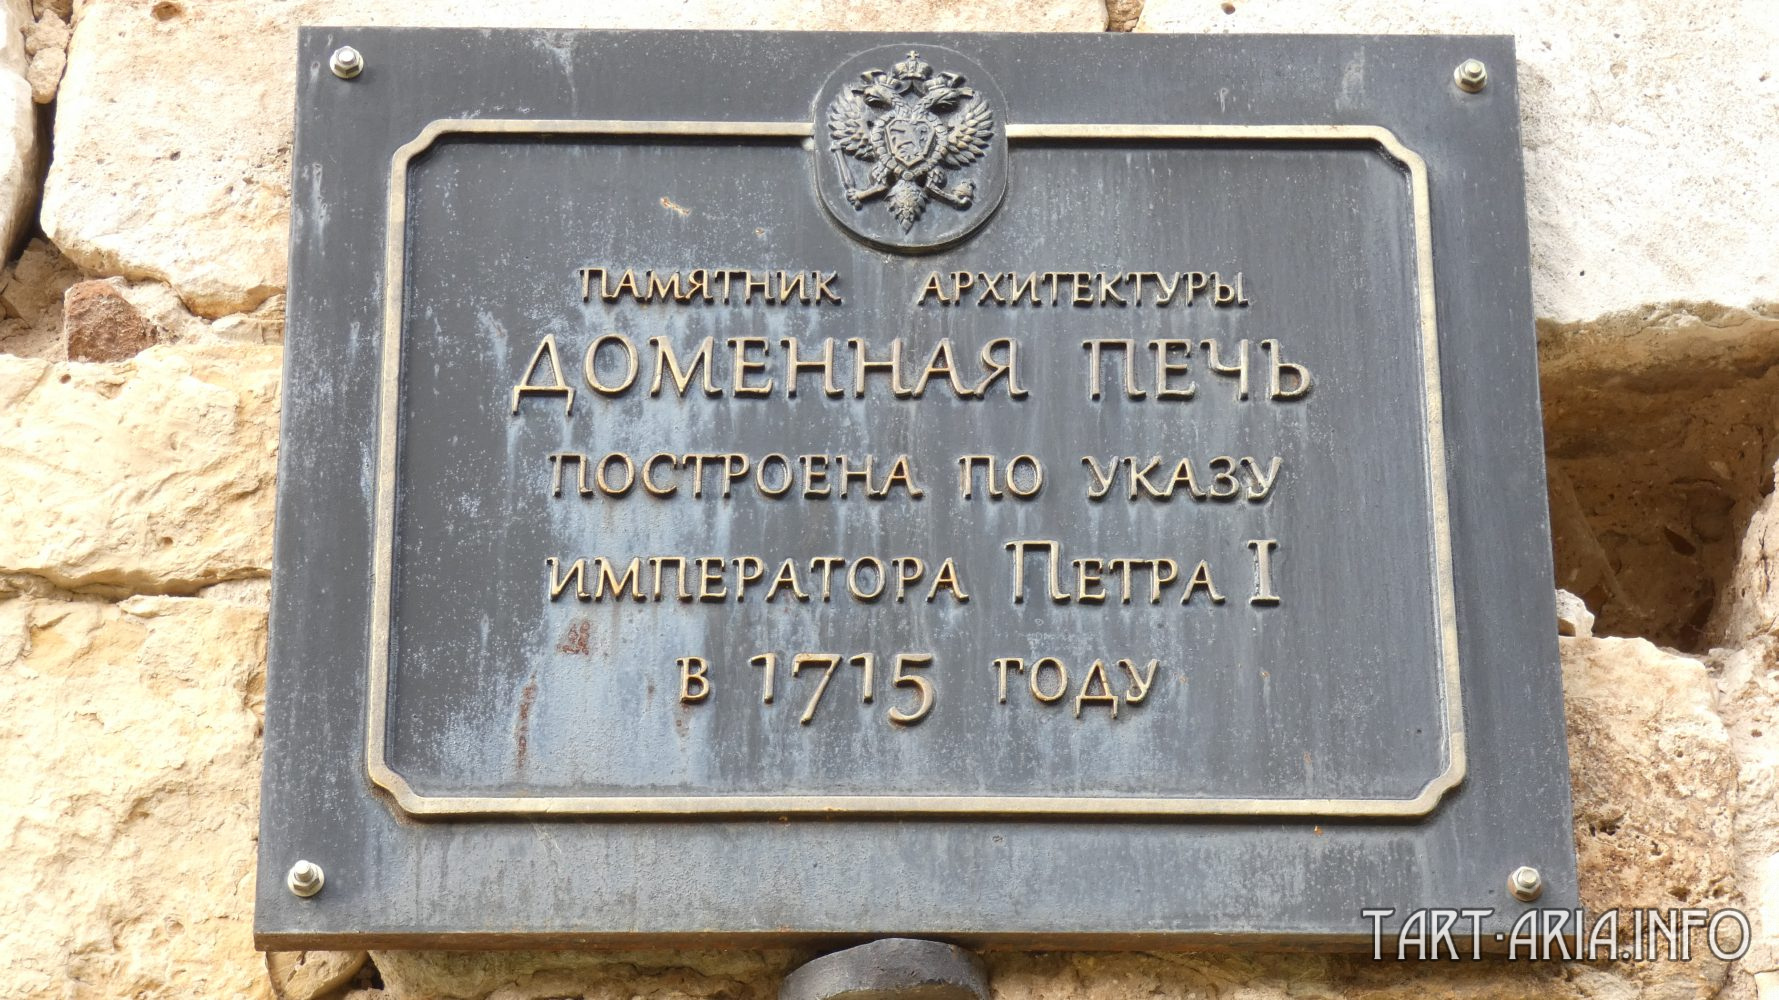 ПАМЯТНИК АРХИТЕКТУРЫ
ДОМЕННАЯ ПЕЧЬ
ПОСТРОЕНА ПО УКАЗУ
ИМПЕРАТОРА ПЕТРА I
В 1715 ГОДУ
TART-ARIA.INFO